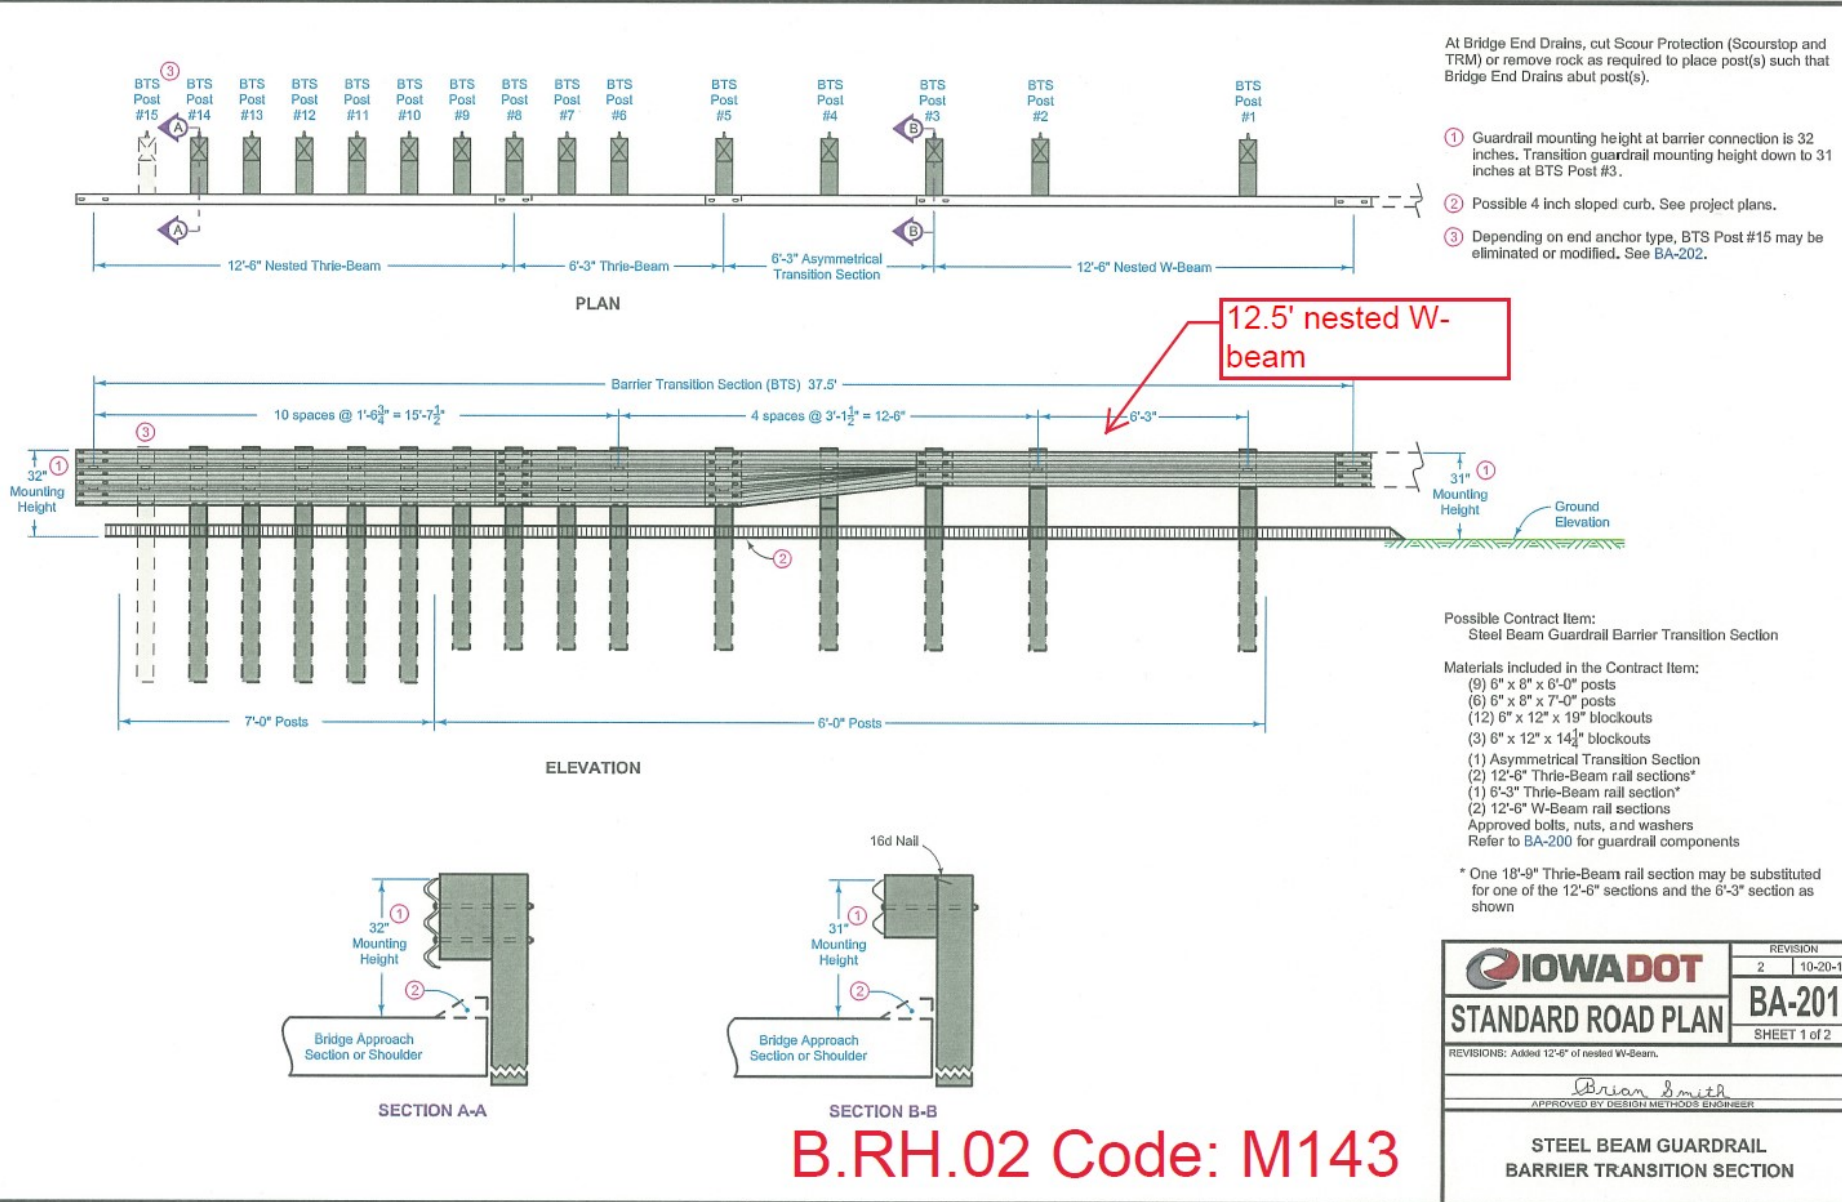 At Bridge End Drains, cut Scour Protection (Scourstop and
TRM) or remove rock as required to place post(s) such that
Bridge End Drains abut post(s).
① Guardrail mounting height at barrier connection is 32
inches. Transition guardrail mounting height down to 31
inches at BTS Post #3.
② Possible 4 inch sloped curb. See project plans.
③ Depending on end anchor type, BTS Post #15 may be
eliminated or modified. See BA-202.
BTS Post #15
③
BTS Post #14
BTS Post #13
BTS Post #12
BTS Post #11
BTS Post #10
BTS Post #9
BTS Post #8
BTS Post #7
BTS Post #6
BTS Post #5
BTS Post #4
BTS Post #3
BTS Post #2
BTS Post #1
A
B
A
B
12'-6" Nested Thrie-Beam
6'-3" Thrie-Beam
6'-3" Asymmetrical
Transition Section
12'-6" Nested W-Beam
PLAN
12.5' nested W-
beam
Barrier Transition Section (BTS) 37.5'
10 spaces @ 1'-6¾" = 15'-7½"
4 spaces @ 3'-1½" = 12'-6"
6'-3"
③
①
32"
Mounting
Height
①
31"
Mounting
Height
Ground
Elevation
②
7'-0" Posts
6'-0" Posts
ELEVATION
Possible Contract Item:
Steel Beam Guardrail Barrier Transition Section
Materials included in the Contract Item:
(9) 6" x 8" x 6'-0" posts
(6) 6" x 8" x 7'-0" posts
(12) 6" x 12" x 19" blockouts
(3) 6" x 12" x 14¼" blockouts
(1) Asymmetrical Transition Section
(2) 12'-6" Thrie-Beam rail sections*
(1) 6'-3" Thrie-Beam rail section*
(2) 12'-6" W-Beam rail sections
Approved bolts, nuts, and washers
Refer to BA-200 for guardrail components
* One 18'-9" Thrie-Beam rail section may be substituted
for one of the 12'-6" sections and the 6'-3" section as
shown
①
32"
Mounting
Height
②
Bridge Approach
Section or Shoulder
SECTION A-A
16d Nail
①
31"
Mounting
Height
②
Bridge Approach
Section or Shoulder
SECTION B-B
B.RH.02 Code: M143
IOWADOT
STANDARD ROAD PLAN
REVISION
2 10-20-1
BA-201
SHEET 1 of 2
REVISIONS: Added 12'-6" of nested W-Beam.
Brian Smith
APPROVED BY DESIGN METHODS ENGINEER
STEEL BEAM GUARDRAIL
BARRIER TRANSITION SECTION